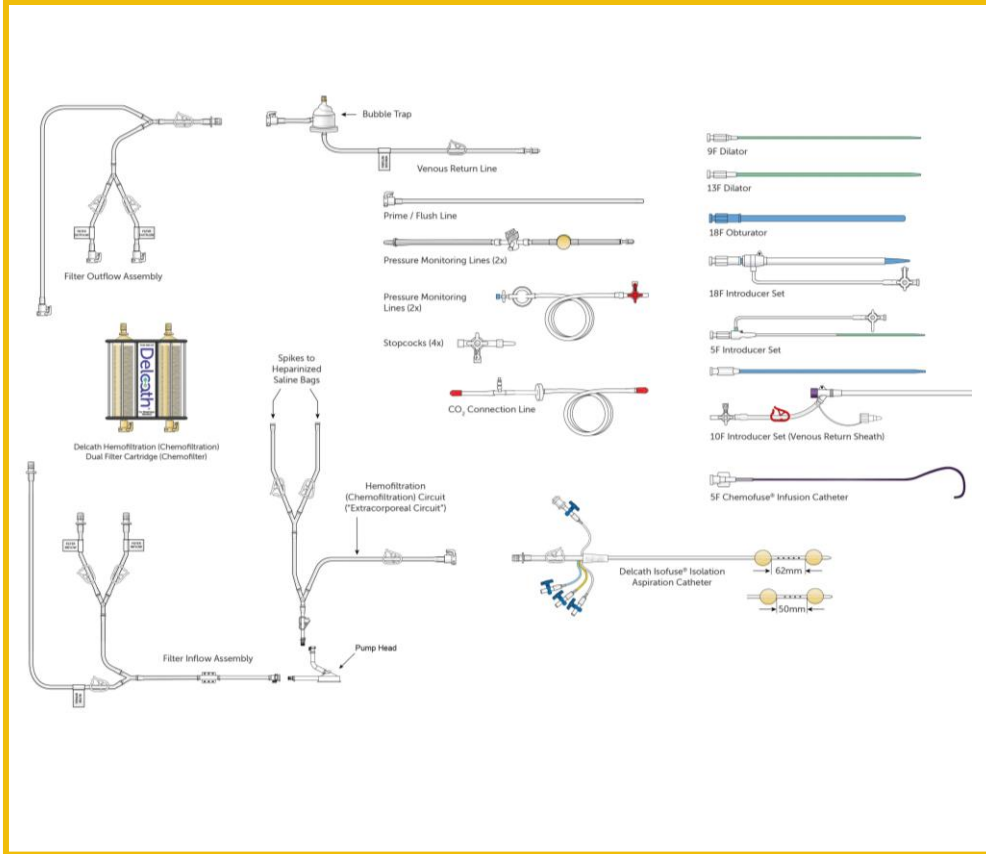 Bubble Trap
Venous Return Line
Filter Outflow Assembly
Prime / Flush Line
Pressure Monitoring Lines (2x)
Pressure Monitoring
Lines (2x)
Stopcocks (4x)
CO₂ Connection Line
9F Dilator
13F Dilator
18F Obturator
18F Introducer Set
5F Introducer Set
10F Introducer Set (Venous Return Sheath)
5F Chemofuse® Infusion Catheter
Delcath
Delcath Hemofiltration (Chemofiltration)
Dual Filter Cartridge (Chemofilter)
Spikes to
Heparinized
Saline Bags
Hemofiltration
(Chemofiltration) Circuit
("Extracorporeal Circuit")
Delcath Isofuse® Isolation
Aspiration Catheter
62mm
50mm
Filter Inflow Assembly
Pump Head